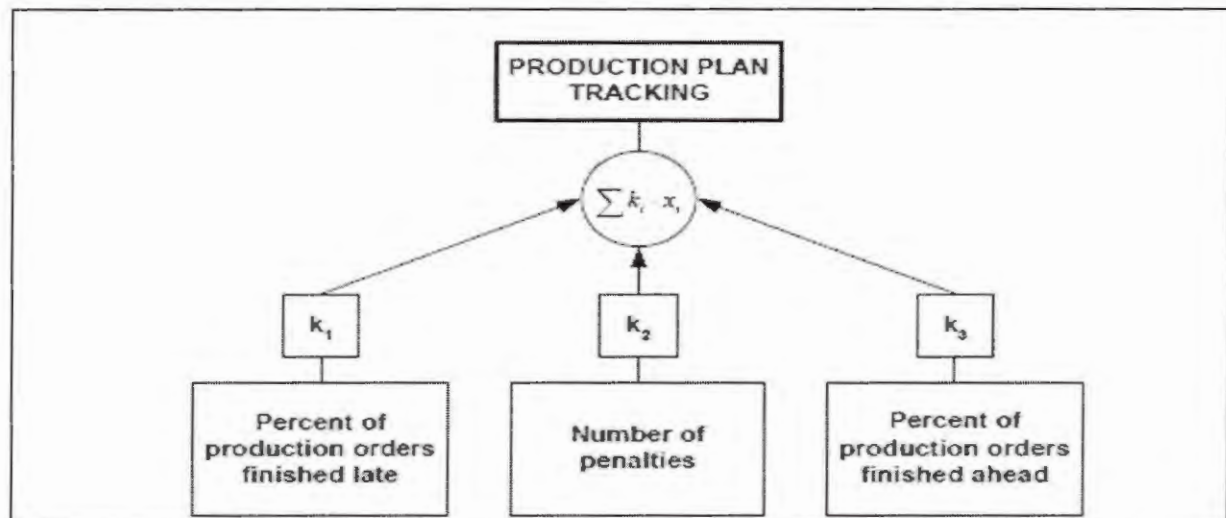 PRODUCTION PLAN
TRACKING
∑ kᵢ · xᵢ
k₁
k₂
k₃
Percent of
production orders
finished late
Number of
penalties
Percent of
production orders
finished ahead